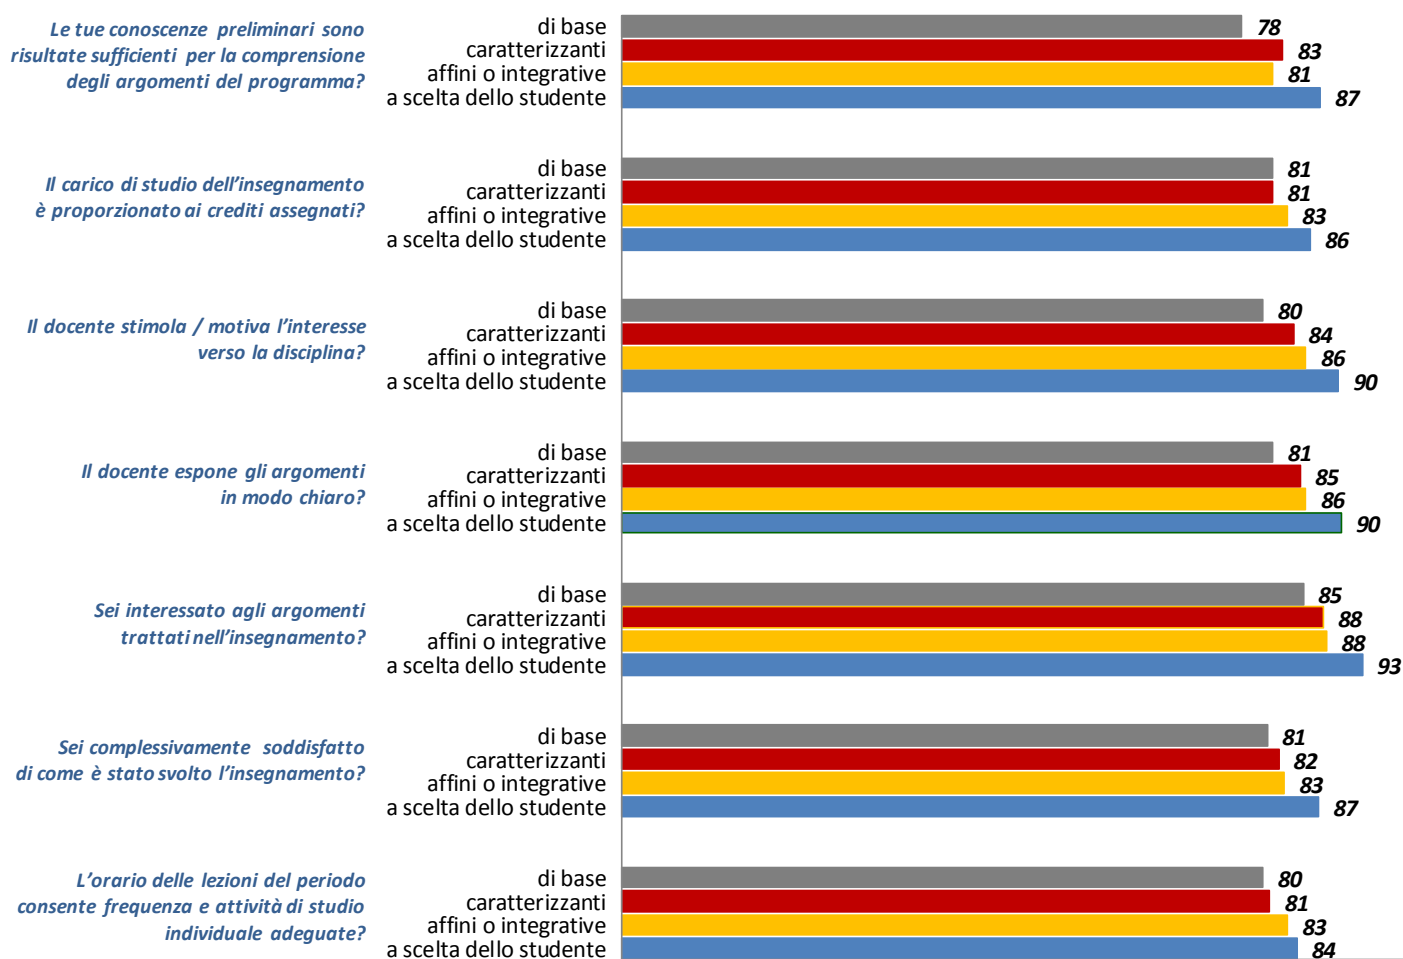 Le tue conoscenze preliminari sono
risultate sufficienti per la comprensione
degli argomenti del programma?
di base 78
caratterizzanti 83
affini o integrative 81
a scelta dello studente 87
Il carico di studio dell'insegnamento
è proporzionato ai crediti assegnati?
di base 81
caratterizzanti 81
affini o integrative 83
a scelta dello studente 86
Il docente stimola / motiva l'interesse
verso la disciplina?
di base 80
caratterizzanti 84
affini o integrative 86
a scelta dello studente 90
Il docente espone gli argomenti
in modo chiaro?
di base 81
caratterizzanti 85
affini o integrative 86
a scelta dello studente 90
Sei interessato agli argomenti
trattati nell'insegnamento?
di base 85
caratterizzanti 88
affini o integrative 88
a scelta dello studente 93
Sei complessivamente soddisfatto
di come è stato svolto l'insegnamento?
di base 81
caratterizzanti 82
affini o integrative 83
a scelta dello studente 87
L'orario delle lezioni del periodo
consente frequenza e attività di studio
individuale adeguate?
di base 80
caratterizzanti 81
affini o integrative 83
a scelta dello studente 84